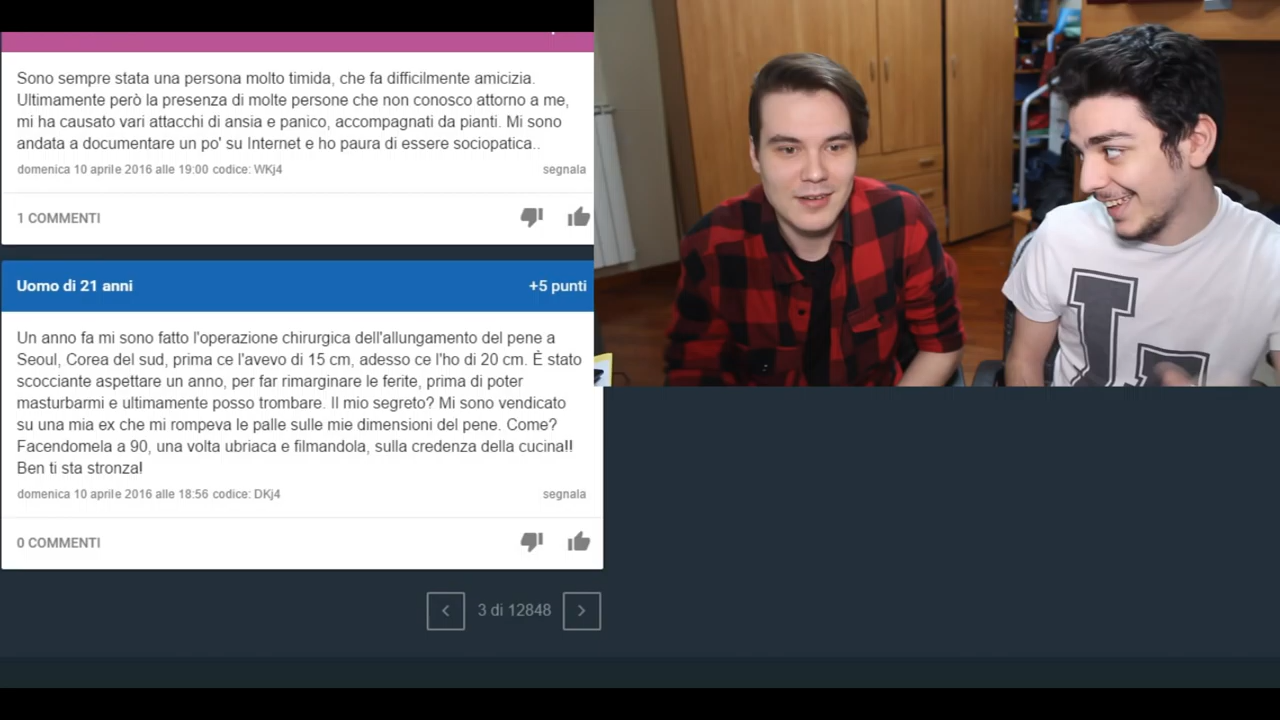 Sono sempre stata una persona molto timida, che fa difficilmente amicizia.
Ultimamente però la presenza di molte persone che non conosco attorno a me,
mi ha causato vari attacchi di ansia e panico, accompagnati da pianti. Mi sono
andata a documentare un po' su Internet e ho paura di essere sociopatica..
domenica 10 aprile 2016 alle 19:00 codice: WKj4 segnala
1 COMMENTI
Uomo di 21 anni +5 punti
Un anno fa mi sono fatto l'operazione chirurgica dell'allungamento del pene a
Seoul, Corea del sud, prima ce l'avevo di 15 cm, adesso ce l'ho di 20 cm. È stato
scocciante aspettare un anno, per far rimarginare le ferite, prima di poter
masturbarmi e ultimamente posso trombare. Il mio segreto? Mi sono vendicato
su una mia ex che mi rompeva le palle sulle mie dimensioni del pene. Come?
Facendomela a 90, una volta ubriaca e filmandola, sulla credenza della cucina!!
Ben ti sta stronza!
domenica 10 aprile 2016 alle 18:56 codice: DKj4 segnala
0 COMMENTI
3 di 12848